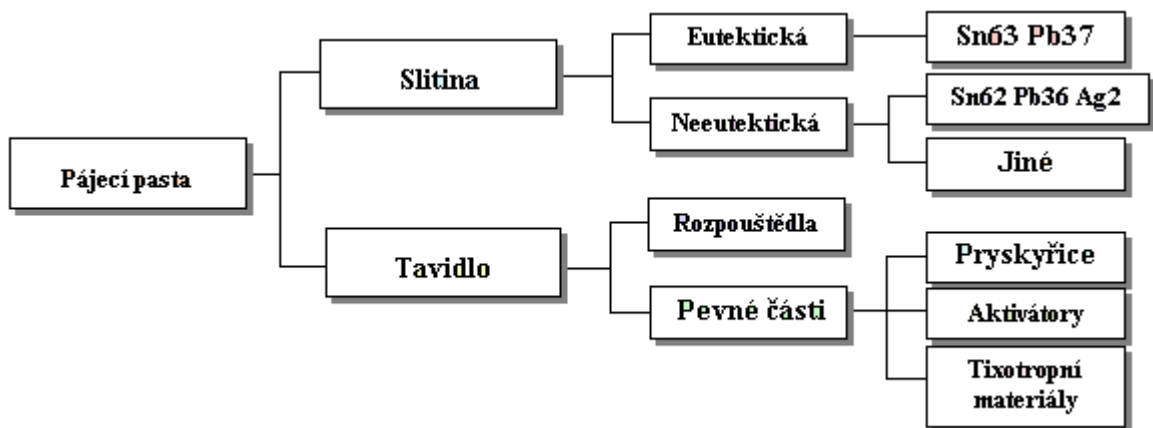 Pájecí pasta
Slitina
Eutektická
Sn63 Pb37
Neeutektická
Sn62 Pb36 Ag2
Jiné
Tavidlo
Rozpouštědla
Pevné části
Pryskyřice
Aktivátory
Tixotropní
materiály